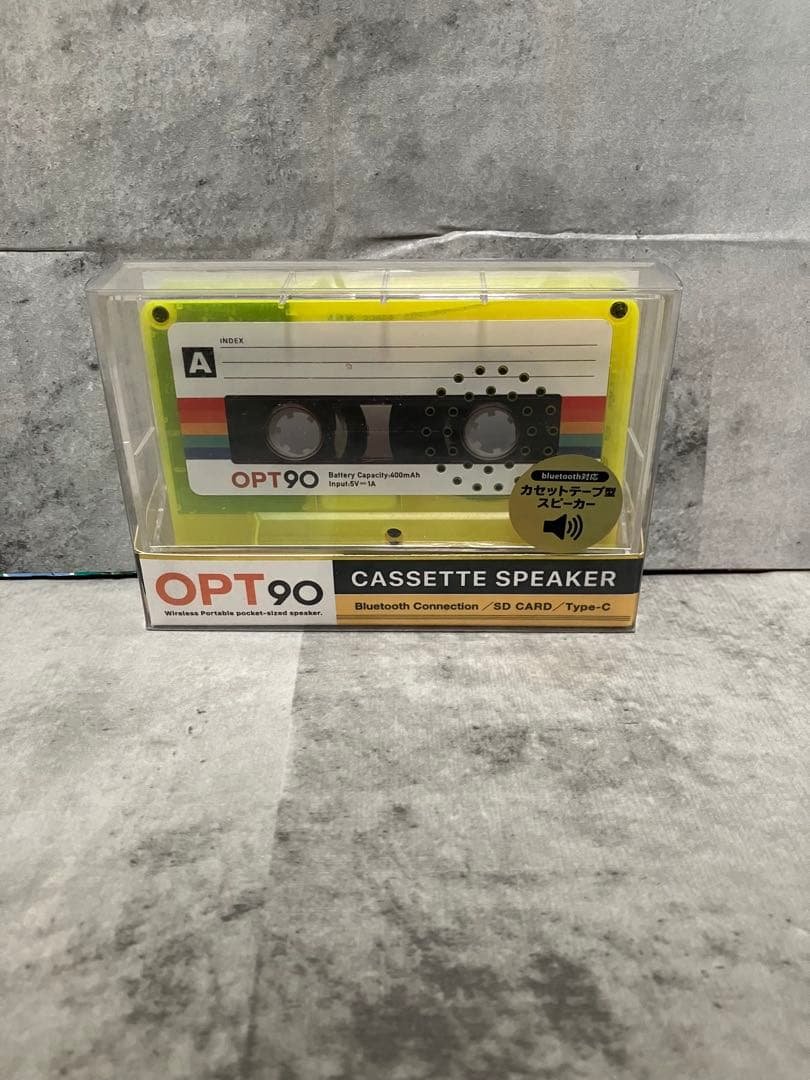 A
INDEX
OPT90
Battery Capacity:400mAh
Input:5V⎓1A
bluetooth対応
カセットテープ型
スピーカー
OPT90
Wireless Portable pocket-sized speaker.
CASSETTE SPEAKER
Bluetooth Connection／SD CARD／Type-C